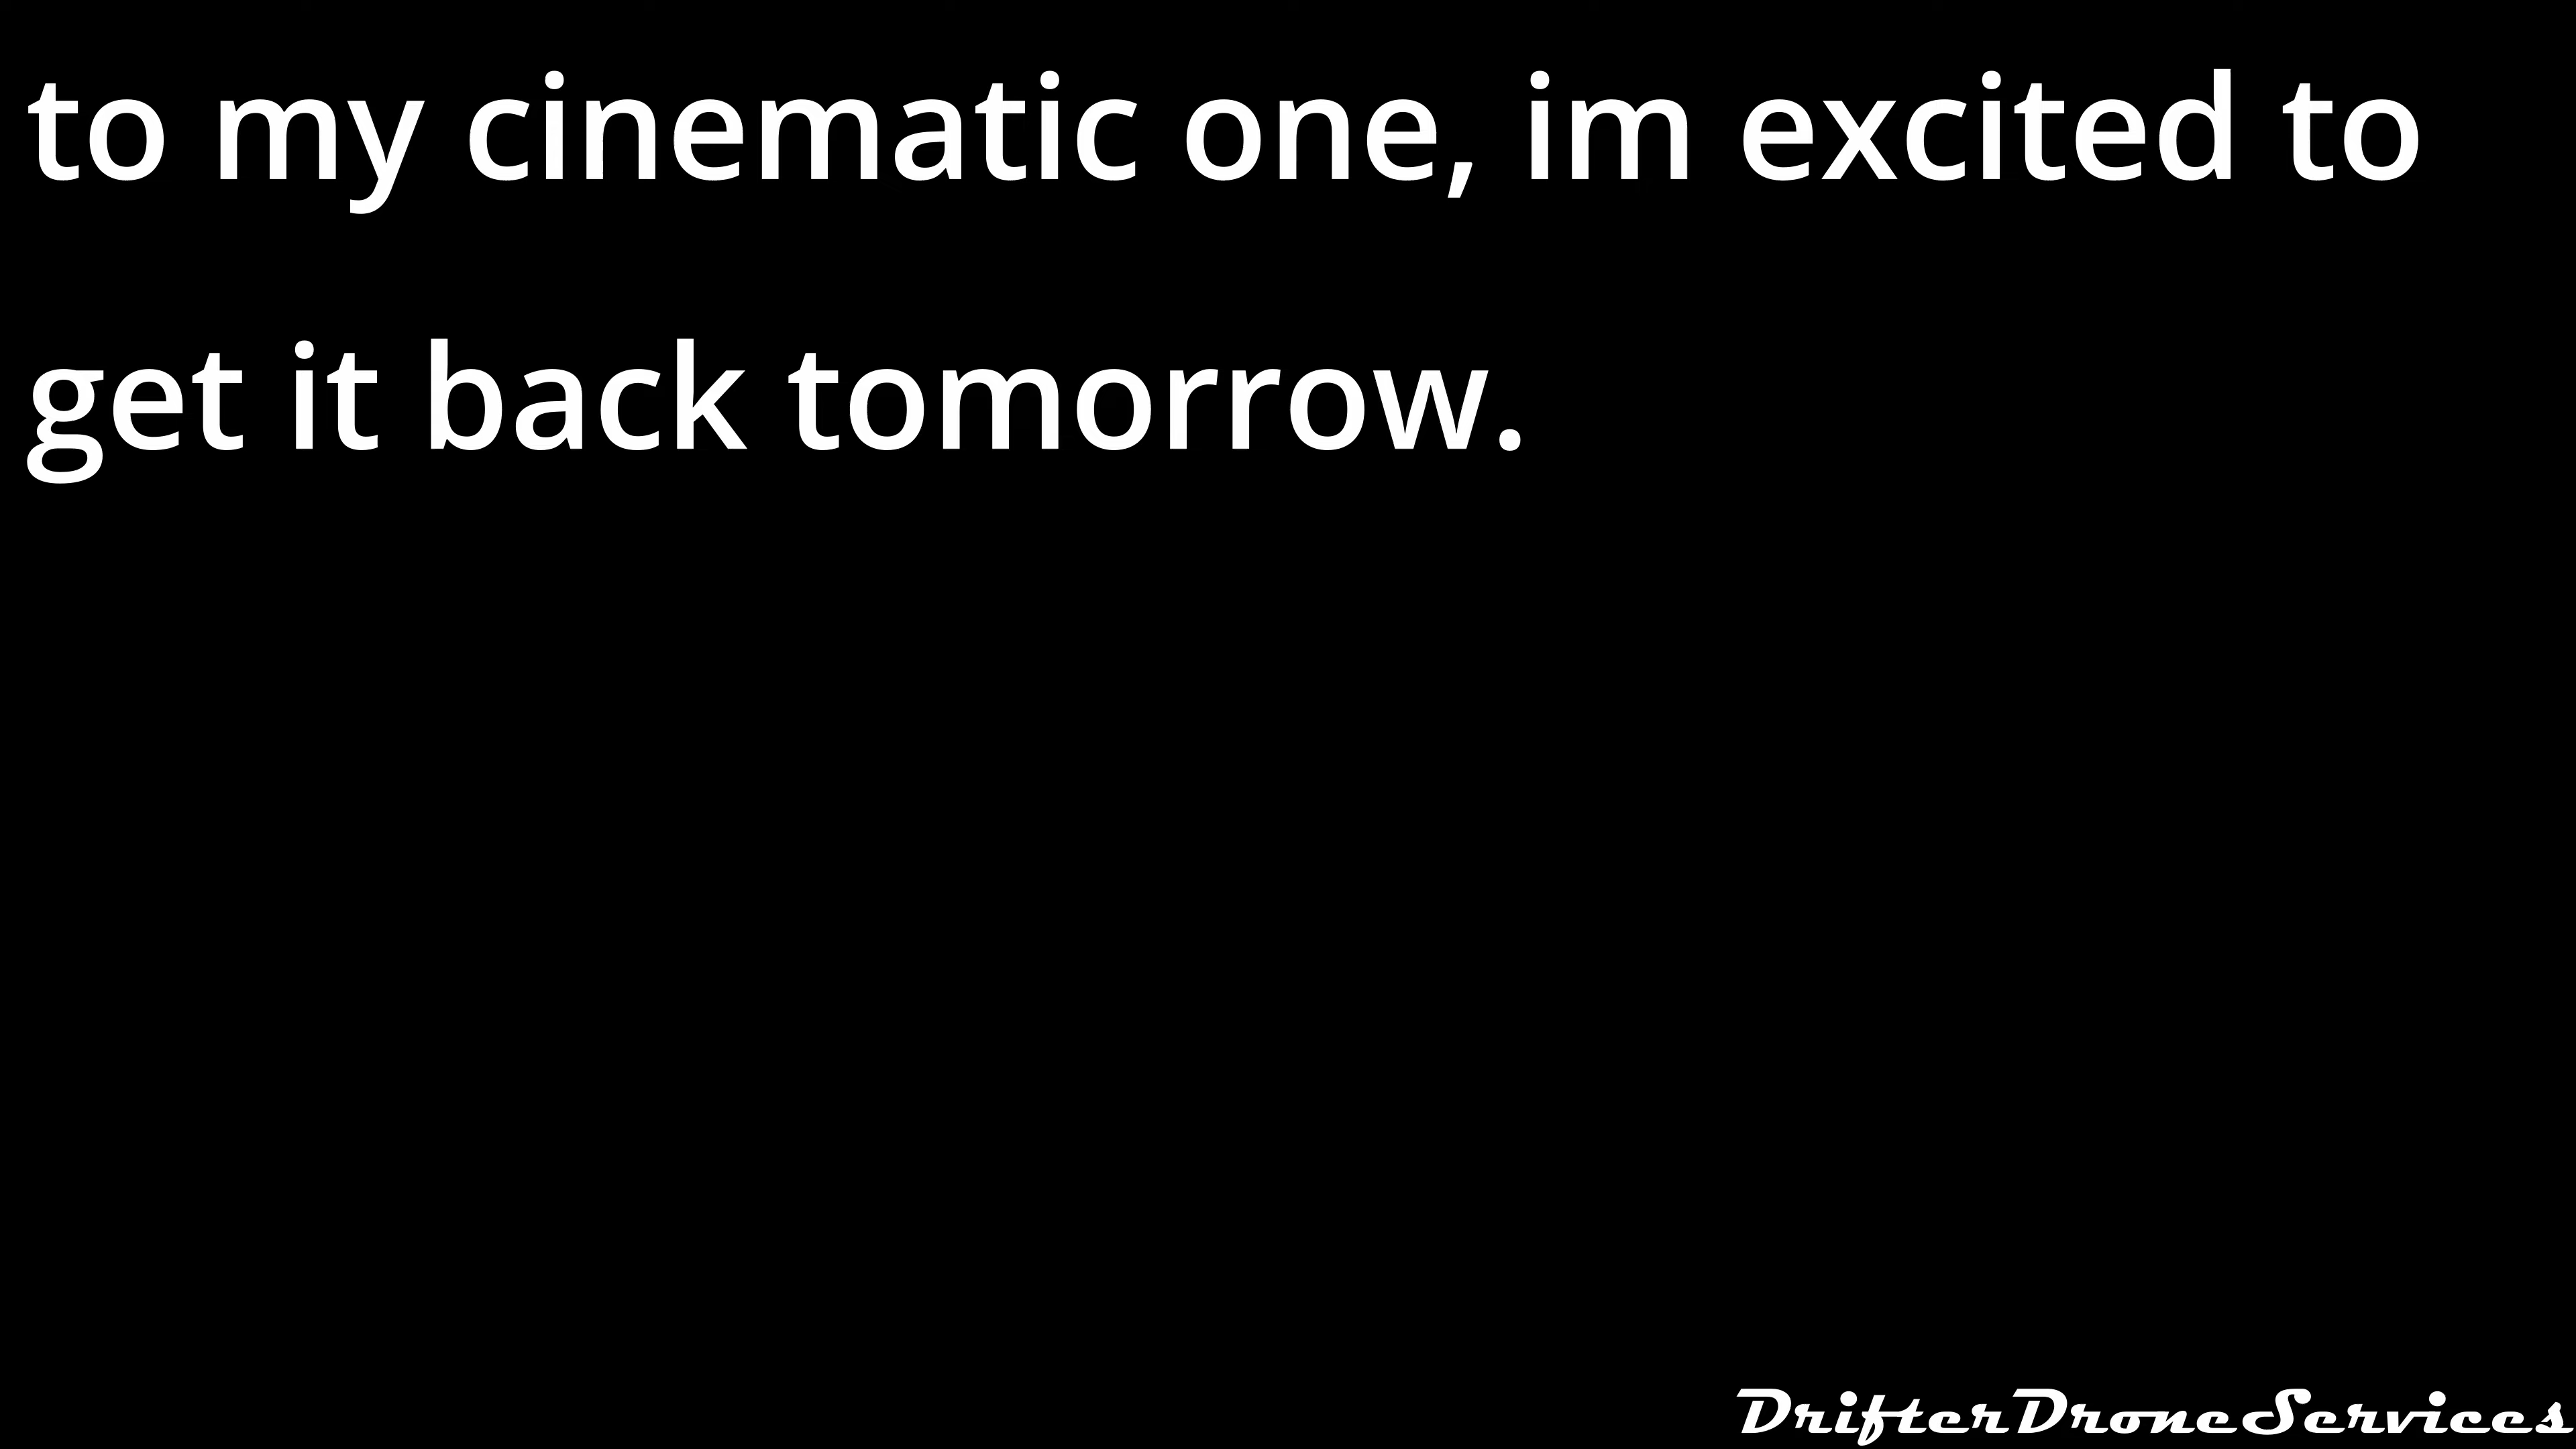 to my cinematic one, im excited to
get it back tomorrow.
DrifterDroneServices